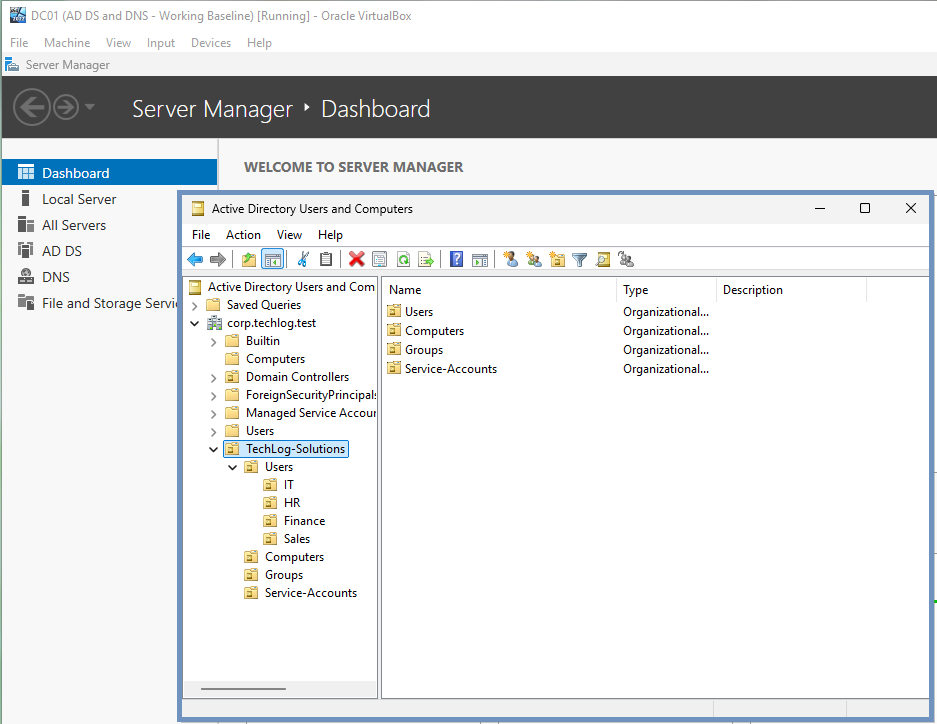 DC01 (AD DS and DNS - Working Baseline) [Running] - Oracle VirtualBox
File Machine View Input Devices Help
Server Manager
Server Manager ‣ Dashboard
Dashboard
Local Server
All Servers
AD DS
DNS
File and Storage Servic
WELCOME TO SERVER MANAGER
Active Directory Users and Computers
File Action View Help
Active Directory Users and Com
Saved Queries
corp.techlog.test
Builtin
Computers
Domain Controllers
ForeignSecurityPrincipals
Managed Service Accoun
Users
TechLog-Solutions
Users
IT
HR
Finance
Sales
Computers
Groups
Service-Accounts
Name Type Description
Users Organizational...
Computers Organizational...
Groups Organizational...
Service-Accounts Organizational...